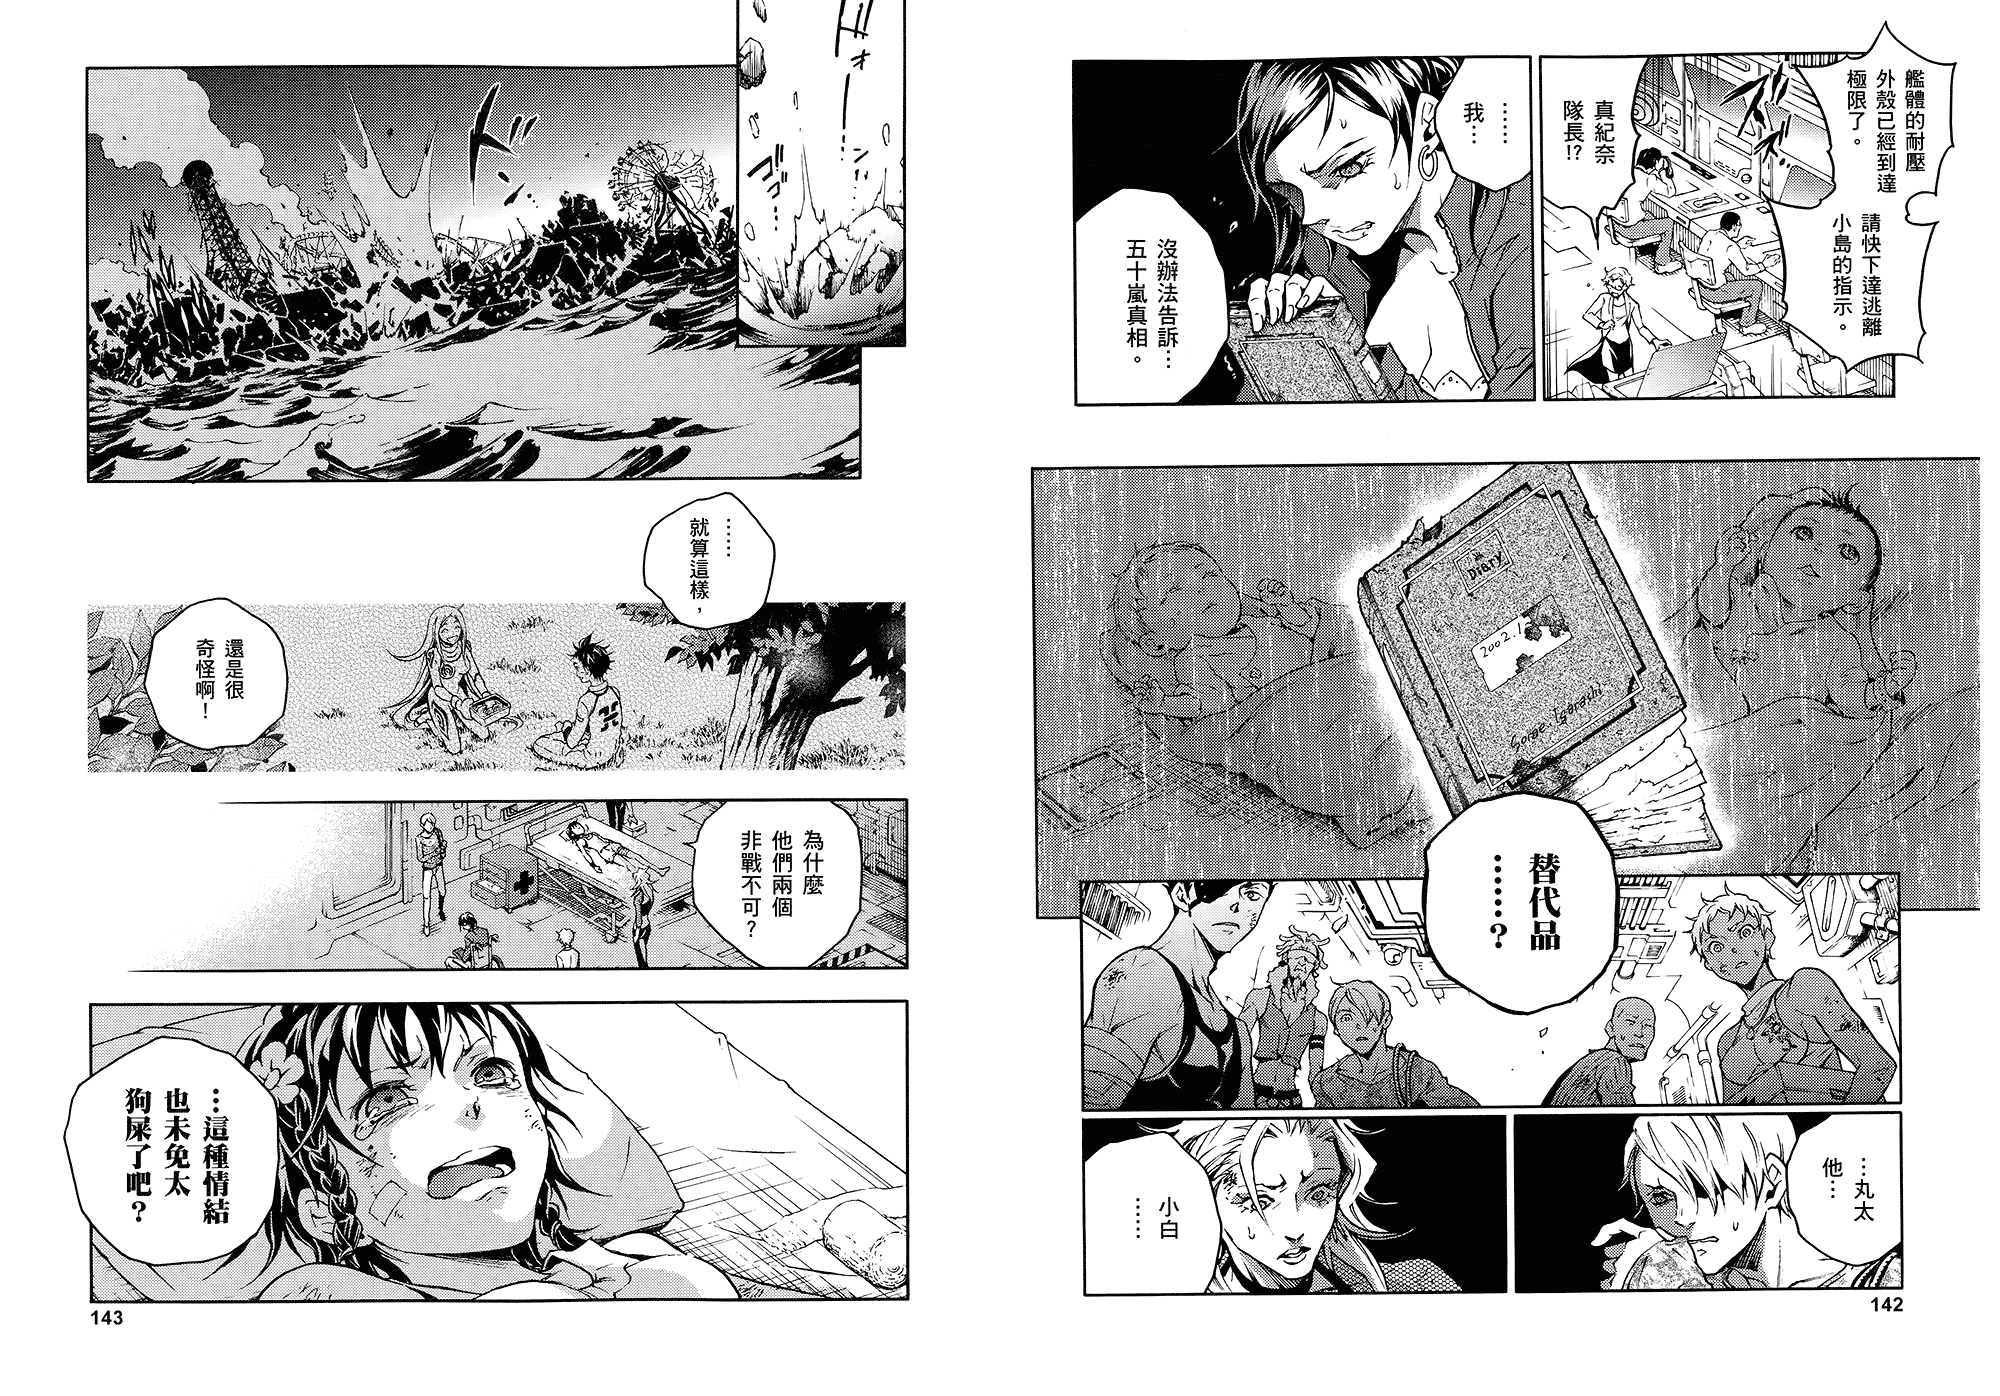 艦體的耐壓
外殼已經到達
極限了。
請快下達逃離
小島的指示。
真紀奈
隊長!?
……
我…
沒辦法告訴…
五十嵐真相。
Diary
2002.1
Sorae・Igarashi
替代品
……?
…丸太
他…
小白
……
142
ドォ
ゴゴ
ドォ
……
就算這樣，
還是很
奇怪啊！
為什麼
他們兩個
非戰不可？
…這種情結
也未免太
狗屎了吧？
143